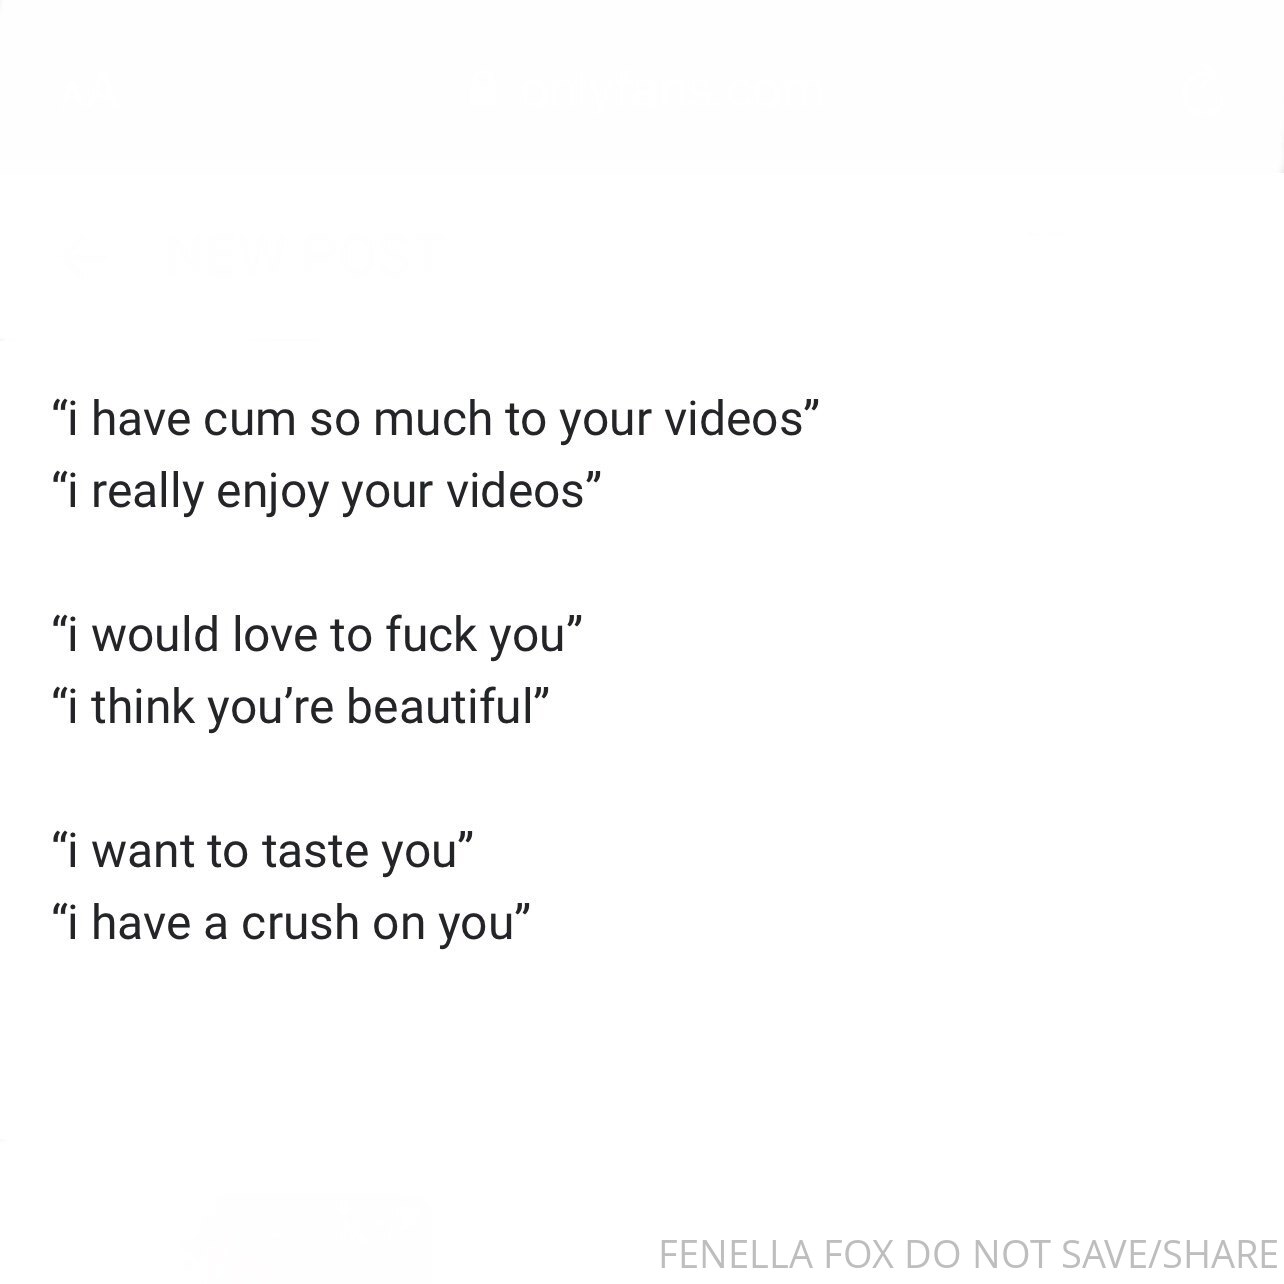 “i have cum so much to your videos”
“i really enjoy your videos”
“i would love to fuck you”
“i think you’re beautiful”
“i want to taste you”
“i have a crush on you”
FENELLA FOX DO NOT SAVE/SHARE